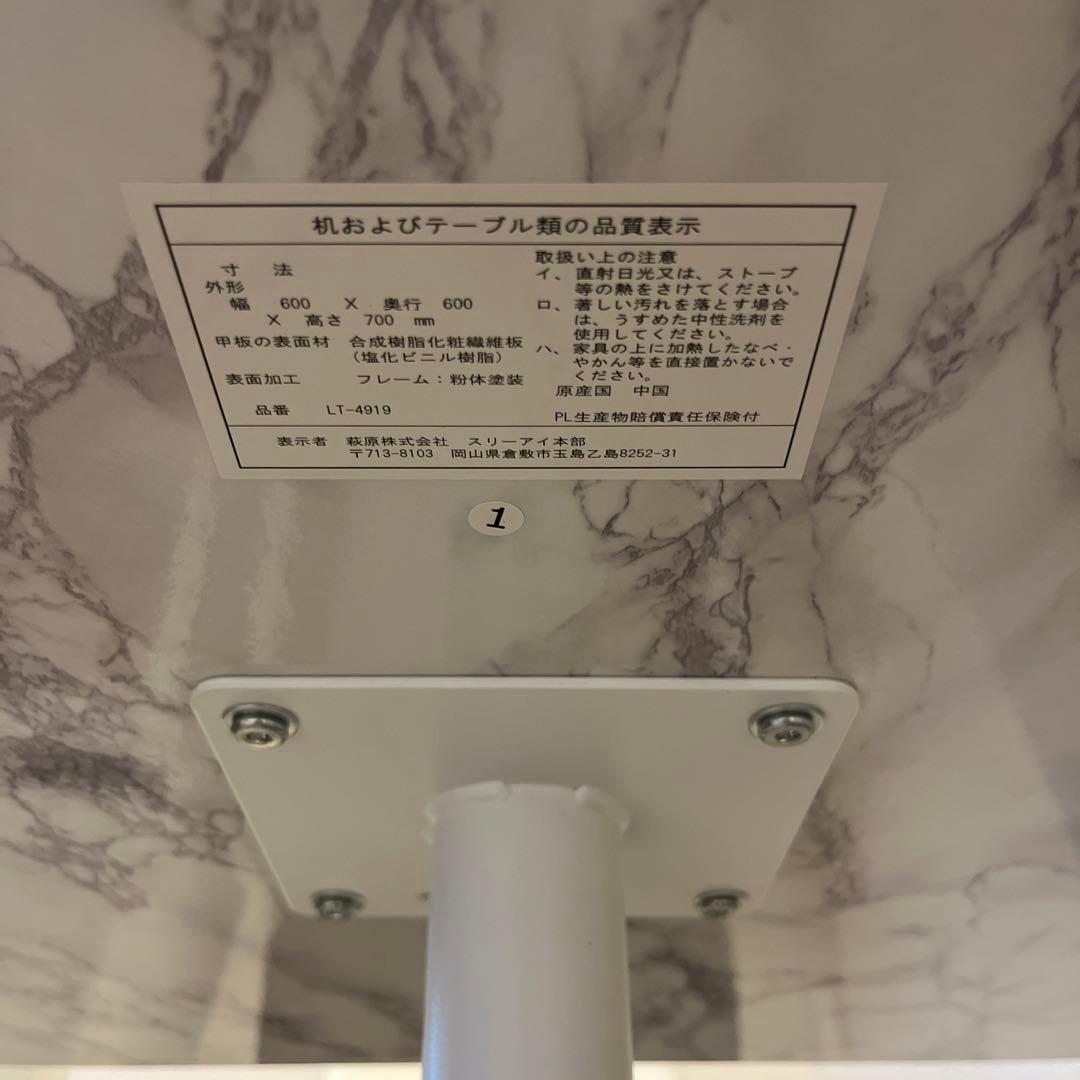 机およびテーブル類の品質表示
寸 法
外形
幅 600 × 奥行 600
× 高さ 700 mm
甲板の表面材 合成樹脂化粧繊維板
(塩化ビニル樹脂)
表面加工 フレーム:粉体塗装
品番 LT-4919
取扱い上の注意
イ、直射日光又は、ストーブ
等の熱をさけてください。
ロ、著しい汚れを落とす場合
は、うすめた中性洗剤を
使用してください。
ハ、家具の上に加熱したなべ・
やかん等を直接置かないで
ください。
原産国 中国
PL生産物賠償責任保険付
表示者 萩原株式会社 スリーアイ本部
〒713-8103 岡山県倉敷市玉島乙島8252-31
1